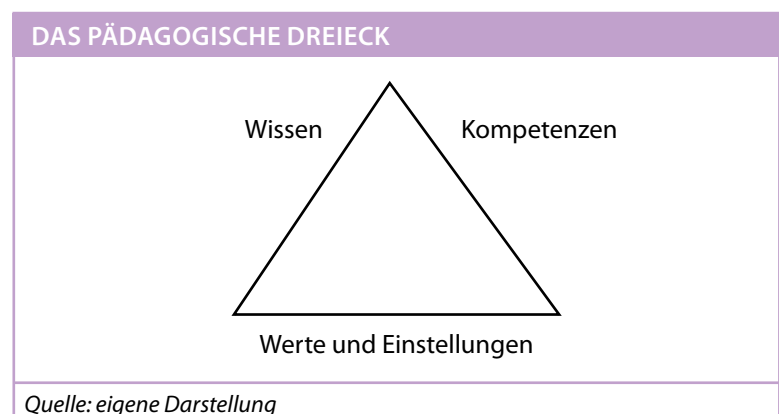 DAS PÄDAGOGISCHE DREIECK
Wissen
Kompetenzen
Werte und Einstellungen
Quelle: eigene Darstellung